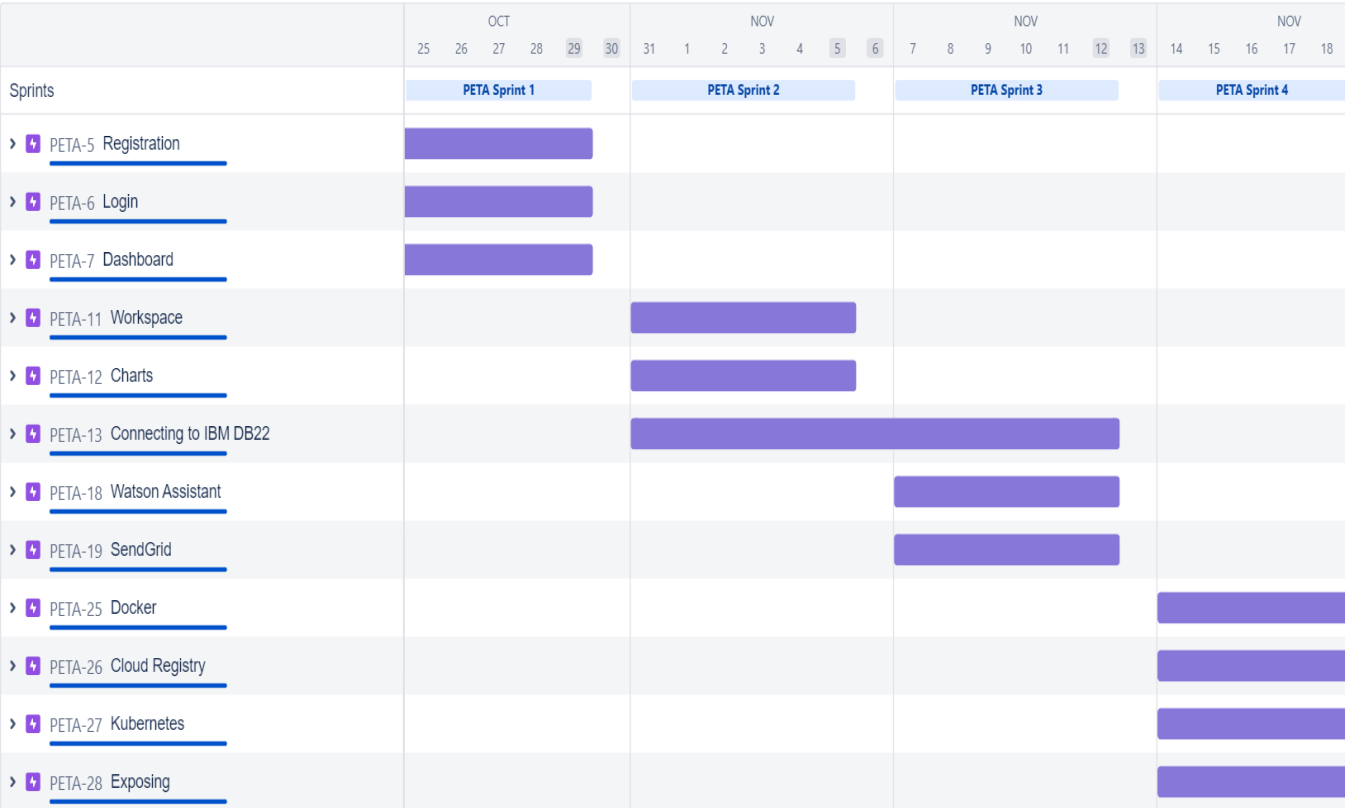 OCT NOV NOV NOV
25 26 27 28 29 30 31 1 2 3 4 5 6 7 8 9 10 11 12 13 14 15 16 17 18
Sprints PETA Sprint 1 PETA Sprint 2 PETA Sprint 3 PETA Sprint 4
PETA-5 Registration
PETA-6 Login
PETA-7 Dashboard
PETA-11 Workspace
PETA-12 Charts
PETA-13 Connecting to IBM DB22
PETA-18 Watson Assistant
PETA-19 SendGrid
PETA-25 Docker
PETA-26 Cloud Registry
PETA-27 Kubernetes
PETA-28 Exposing